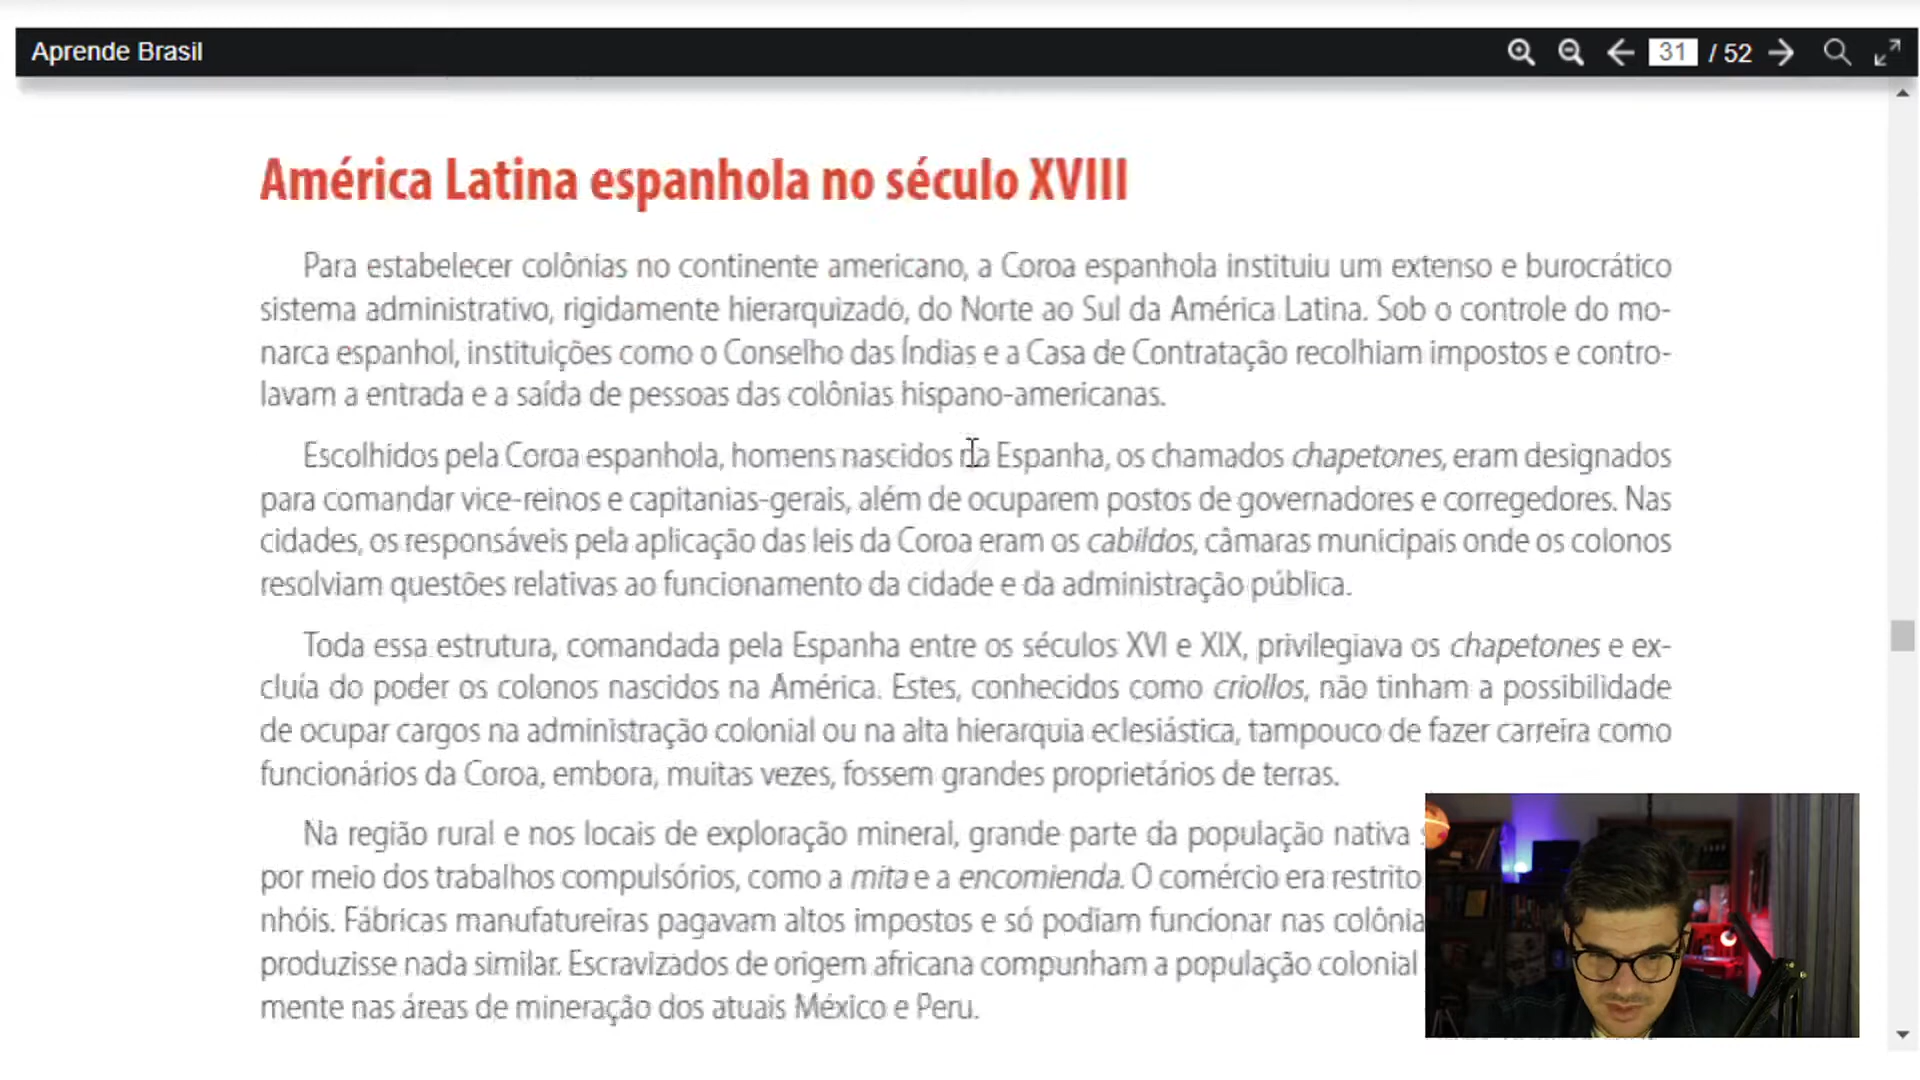 Aprende Brasil
31 / 52
América Latina espanhola no século XVIII
Para estabelecer colônias no continente americano, a Coroa espanhola instituiu um extenso e burocrático
sistema administrativo, rigidamente hierarquizado, do Norte ao Sul da América Latina. Sob o controle do mo-
narca espanhol, instituições como o Conselho das Índias e a Casa de Contratação recolhiam impostos e contro-
lavam a entrada e a saída de pessoas das colônias hispano-americanas.
Escolhidos pela Coroa espanhola, homens nascidos na Espanha, os chamados chapetones, eram designados
para comandar vice-reinos e capitanias-gerais, além de ocuparem postos de governadores e corregedores. Nas
cidades, os responsáveis pela aplicação das leis da Coroa eram os cabildos, câmaras municipais onde os colonos
resolviam questões relativas ao funcionamento da cidade e da administração pública.
Toda essa estrutura, comandada pela Espanha entre os séculos XVI e XIX, privilegiava os chapetones e ex-
cluía do poder os colonos nascidos na América. Estes, conhecidos como criollos, não tinham a possibilidade
de ocupar cargos na administração colonial ou na alta hierarquia eclesiástica, tampouco de fazer carreira como
funcionários da Coroa, embora, muitas vezes, fossem grandes proprietários de terras.
Na região rural e nos locais de exploração mineral, grande parte da população nativa
por meio dos trabalhos compulsórios, como a mita e a encomienda. O comércio era restrito
nhóis. Fábricas manufatureiras pagavam altos impostos e só podiam funcionar nas
produzisse nada similar. Escravizados de origem africana compunham a população colonial
mente nas áreas de mineração dos atuais México e Peru.